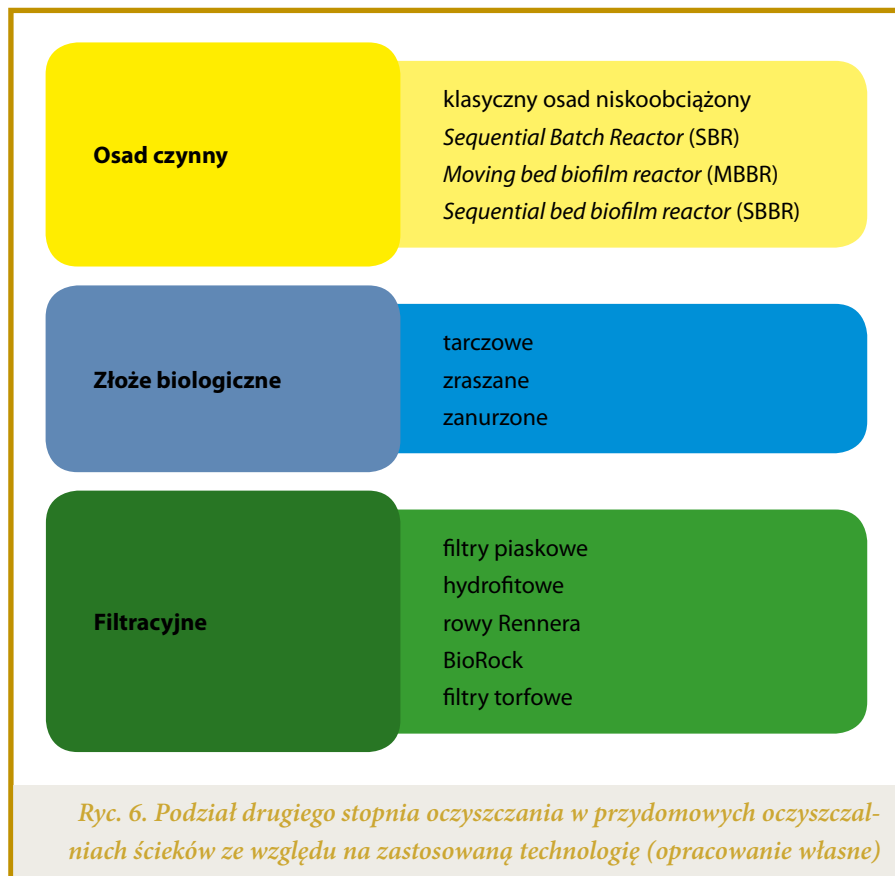 Osad czynny
klasyczny osad niskoobciążony
Sequential Batch Reactor (SBR)
Moving bed biofilm reactor (MBBR)
Sequential bed biofilm reactor (SBBR)
Złoże biologiczne
tarczowe
zraszane
zanurzone
Filtracyjne
filtry piaskowe
hydrofitowe
rowy Rennera
BioRock
filtry torfowe
Ryc. 6. Podział drugiego stopnia oczyszczania w przydomowych oczyszczal-
niach ścieków ze względu na zastosowaną technologię (opracowanie własne)